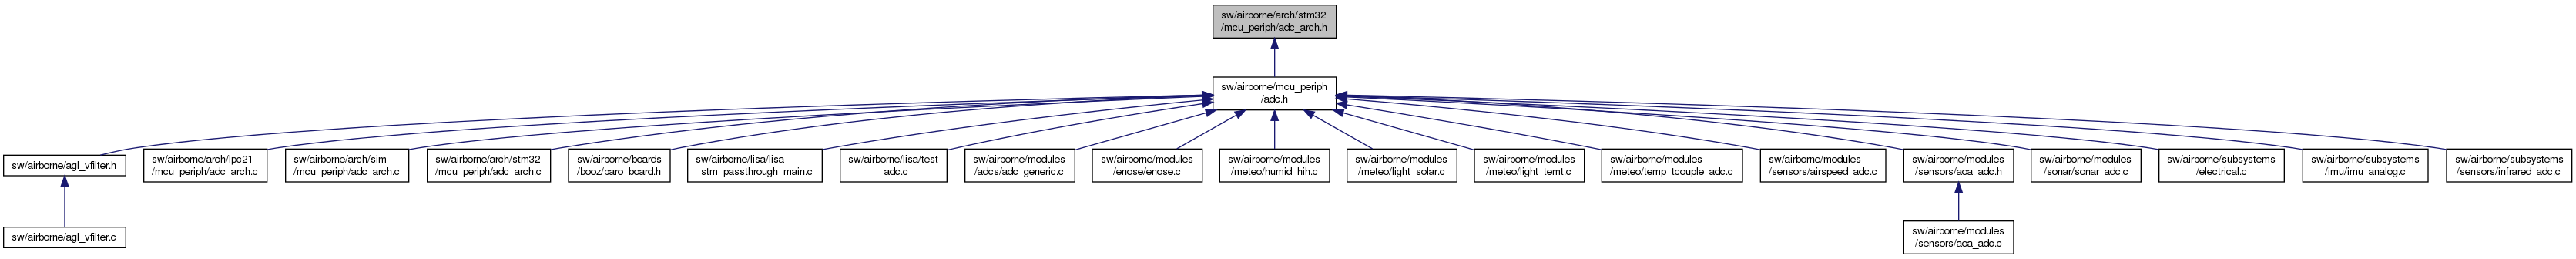 sw/airborne/arch/stm32
/mcu_periph/adc_arch.h
sw/airborne/mcu_periph
/adc.h
sw/airborne/agl_vfilter.h
sw/airborne/arch/lpc21
/mcu_periph/adc_arch.c
sw/airborne/arch/sim
/mcu_periph/adc_arch.c
sw/airborne/arch/stm32
/mcu_periph/adc_arch.c
sw/airborne/boards
/booz/baro_board.h
sw/airborne/lisa/lisa
_stm_passthrough_main.c
sw/airborne/lisa/test
_adc.c
sw/airborne/modules
/adcs/adc_generic.c
sw/airborne/modules
/enose/enose.c
sw/airborne/modules
/meteo/humid_hih.c
sw/airborne/modules
/meteo/light_solar.c
sw/airborne/modules
/meteo/light_temt.c
sw/airborne/modules
/meteo/temp_tcouple_adc.c
sw/airborne/modules
/sensors/airspeed_adc.c
sw/airborne/modules
/sensors/aoa_adc.h
sw/airborne/modules
/sonar/sonar_adc.c
sw/airborne/subsystems
/electrical.c
sw/airborne/subsystems
/imu/imu_analog.c
sw/airborne/subsystems
/sensors/infrared_adc.c
sw/airborne/agl_vfilter.c
sw/airborne/modules
/sensors/aoa_adc.c